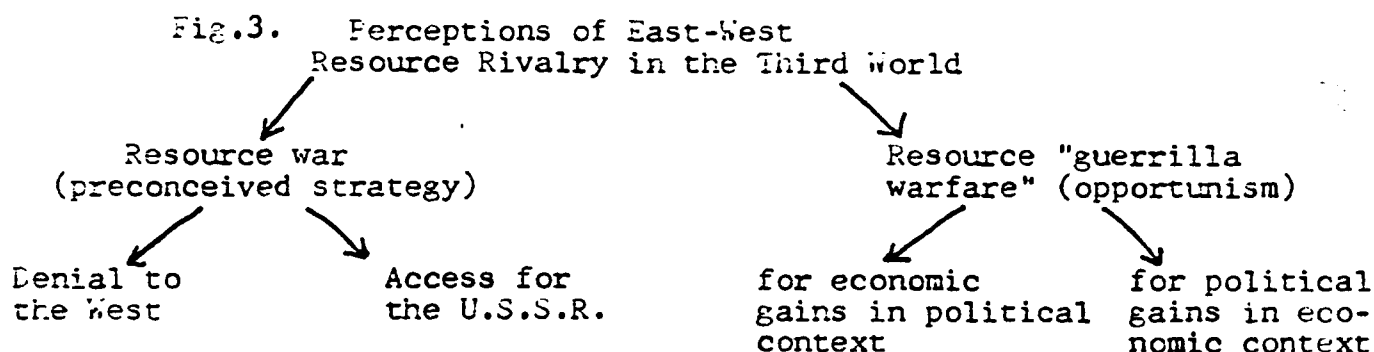 Fig.3. Perceptions of East-West
Resource Rivalry in the Third World
Resource war
(preconceived strategy)
Resource "guerrilla
warfare" (opportunism)
Denial to
the West
Access for
the U.S.S.R.
for economic
gains in political
context
for political
gains in eco-
nomic context